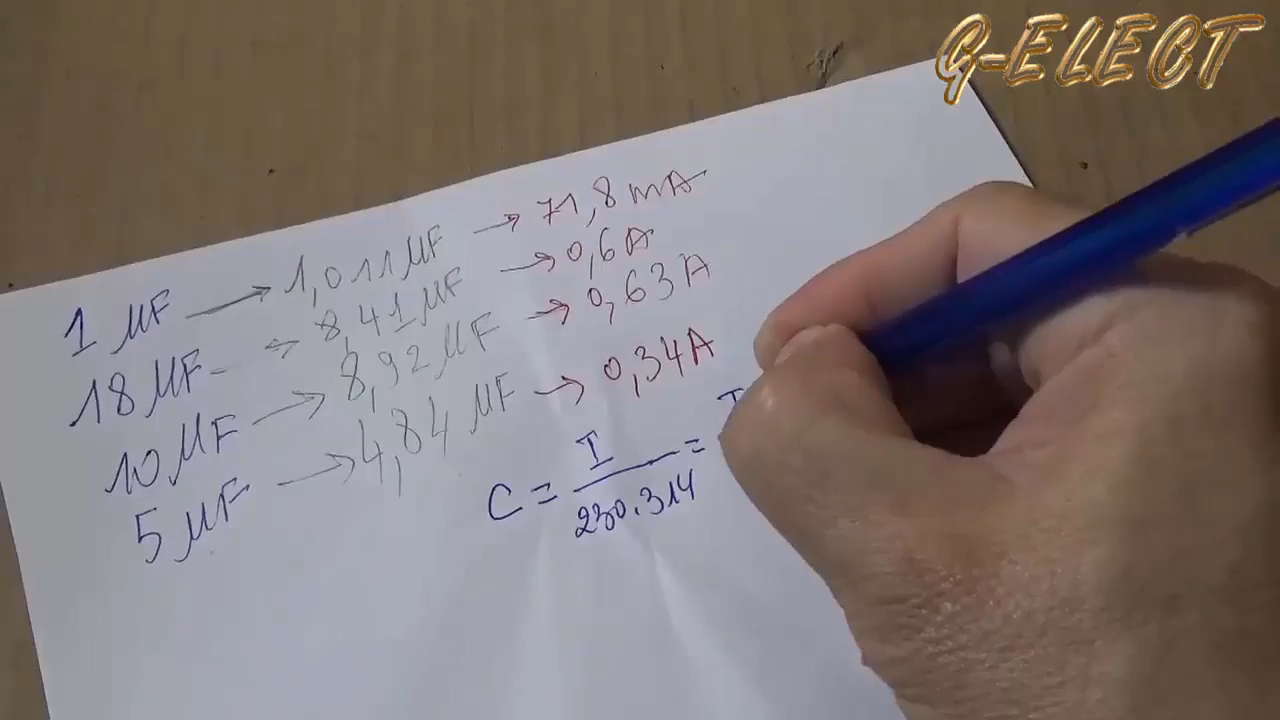 G-ELECT
1 µF → 1,011 µF → 71,8 mA
18 µF → 8,41 µF → 0,6 A
10 µF → 8,92 µF → 0,63 A
5 µF → 4,84 µF → 0,34 A
C = I / 230.314 = I